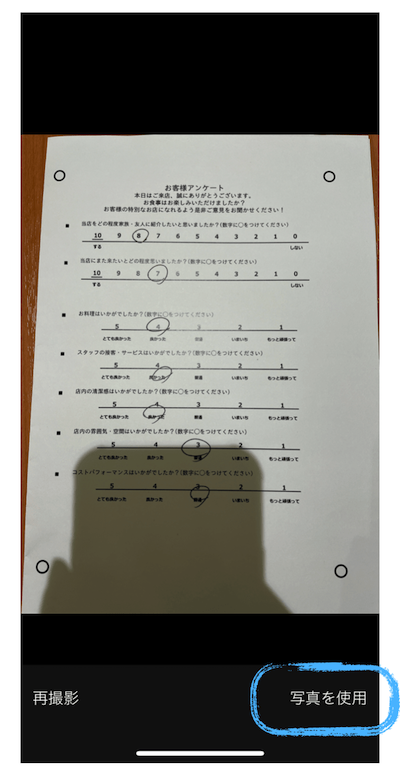 お客様アンケート
本日はご来店、誠にありがとうございます。
お食事はお楽しみいただけましたか？
お客様の特別なお店になれるよう是非ご意見をお聞かせください！
■ 当店をどの程度家族・友人に紹介したいと思いましたか？(数字に○をつけてください)
10 9 8 7 6 5 4 3 2 1 0
する しない
■ 当店にまた来たいとどの程度思いましたか？(数字に○をつけてください)
10 9 8 7 6 5 4 3 2 1 0
する しない
■ お料理はいかがでしたか？(数字に○をつけてください)
5 4 3 2 1
とても良かった 良かった 普通 いまいち もっと頑張って
■ スタッフの接客・サービスはいかがでしたか？(数字に○をつけてください)
5 4 3 2 1
とても良かった 良かった 普通 いまいち もっと頑張って
■ 店内の清潔感はいかがでしたか？(数字に○をつけてください)
5 4 3 2 1
とても良かった 良かった 普通 いまいち もっと頑張って
■ 店内の雰囲気・空間はいかがでしたか？(数字に○をつけてください)
5 4 3 2 1
とても良かった 良かった 普通 いまいち もっと頑張って
■ コストパフォーマンスはいかがでしたか？(数字に○をつけてください)
5 4 3 2 1
とても良かった 良かった 普通 いまいち もっと頑張って
再撮影 写真を使用